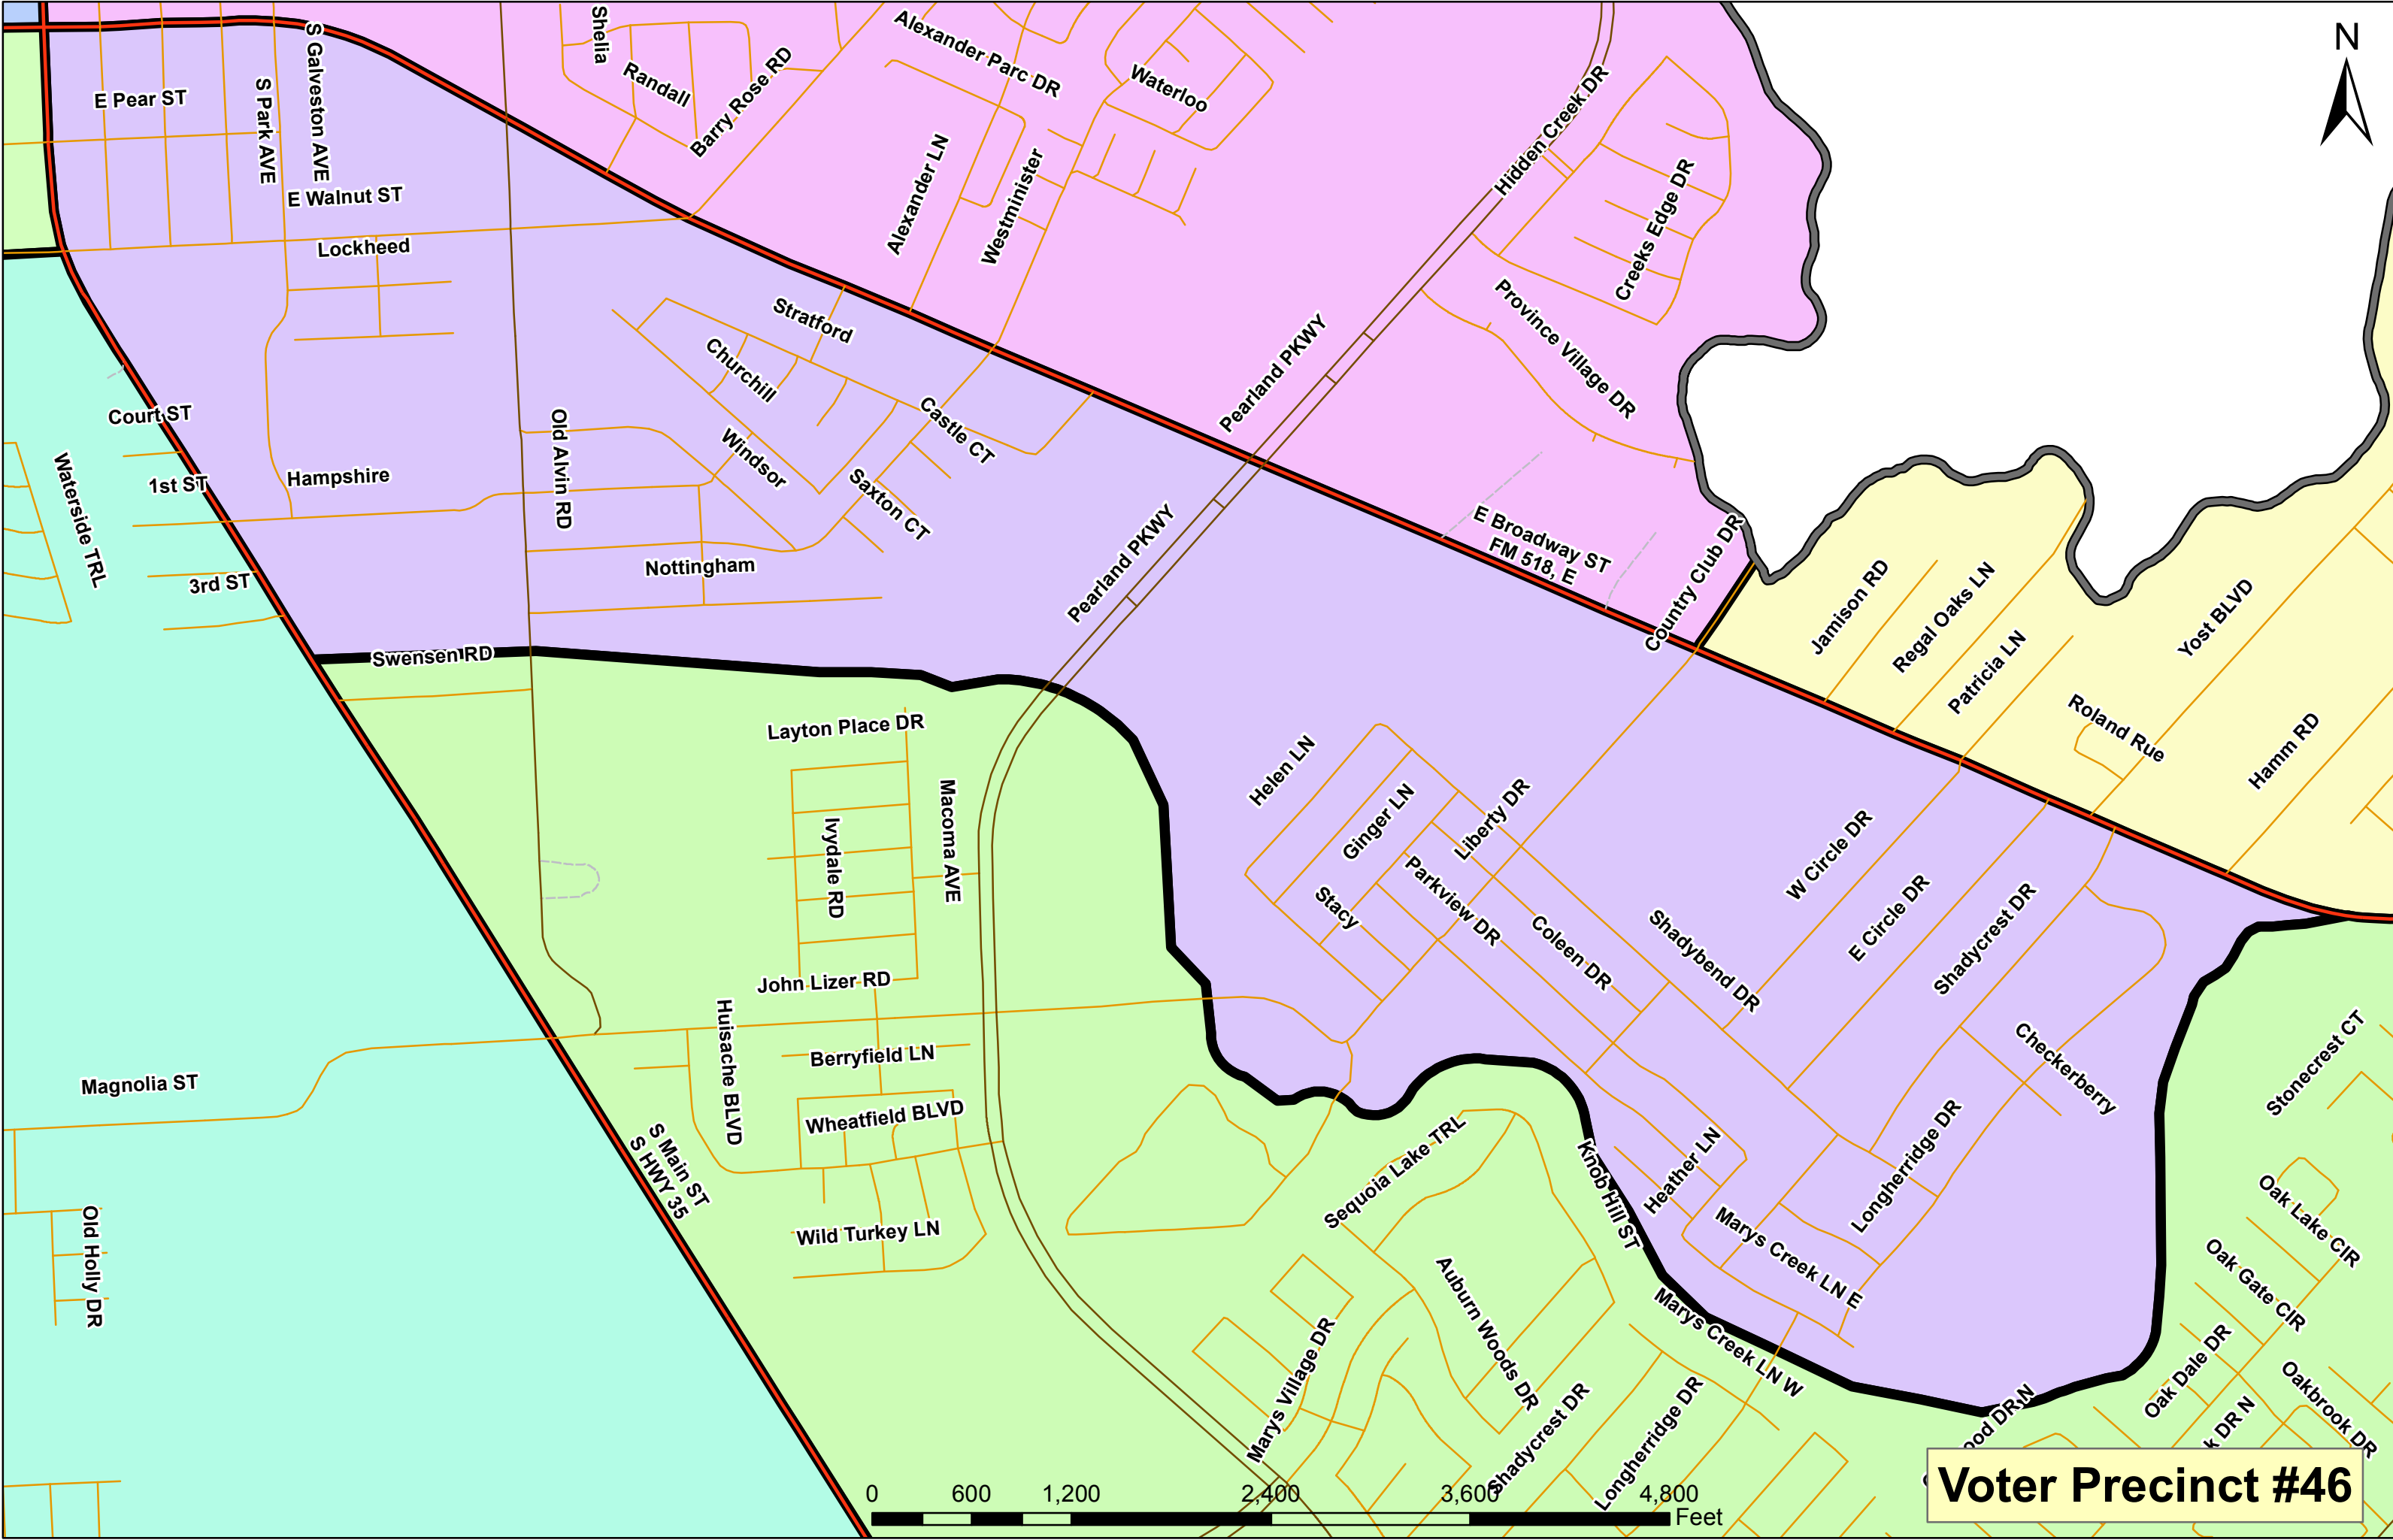 N
Shelia
Randall
Barry Rose RD
Alexander Parc DR
Waterloo
Hidden Creek DR
S Galveston AVE
S Park AVE
E Pear ST
E Walnut ST
Lockheed
Alexander LN
Westminister
Creeks Edge DR
Stratford
Churchill
Province Village DR
Pearland PKWY
Castle CT
Court ST
Old Alvin RD
Windsor
Hampshire
1st ST
Waterside TRL
Saxton CT
E Broadway ST
FM 518, E
Country Club DR
Pearland PKWY
Nottingham
3rd ST
Jamison RD
Regal Oaks LN
Patricia LN
Yost BLVD
Swensen RD
Roland Rue
Hamm RD
Layton Place DR
Macoma AVE
Ivydale RD
Helen LN
Ginger LN
Liberty DR
W Circle DR
Parkview DR
Stacy
Coleen DR
Shadybend DR
E Circle DR
Shadycrest DR
John Lizer RD
Huisache BLVD
Berryfield LN
Checkerberry
Stonecrest CT
Magnolia ST
Wheatfield BLVD
S Main ST
S HWY 35
Sequoia Lake TRL
Knob Hill ST
Heather LN
Longherridge DR
Wild Turkey LN
Old Holly DR
Marys Creek LN E
Oak Lake CIR
Oak Gate CIR
Auburn Woods DR
Marys Village DR
Marys Creek LN W
Oak Dale DR
Oakbrook DR
Shadycrest DR
Longherridge DR
ood DR N
k DR N
0 600 1,200 2,400 3,600 4,800
Feet
Voter Precinct #46